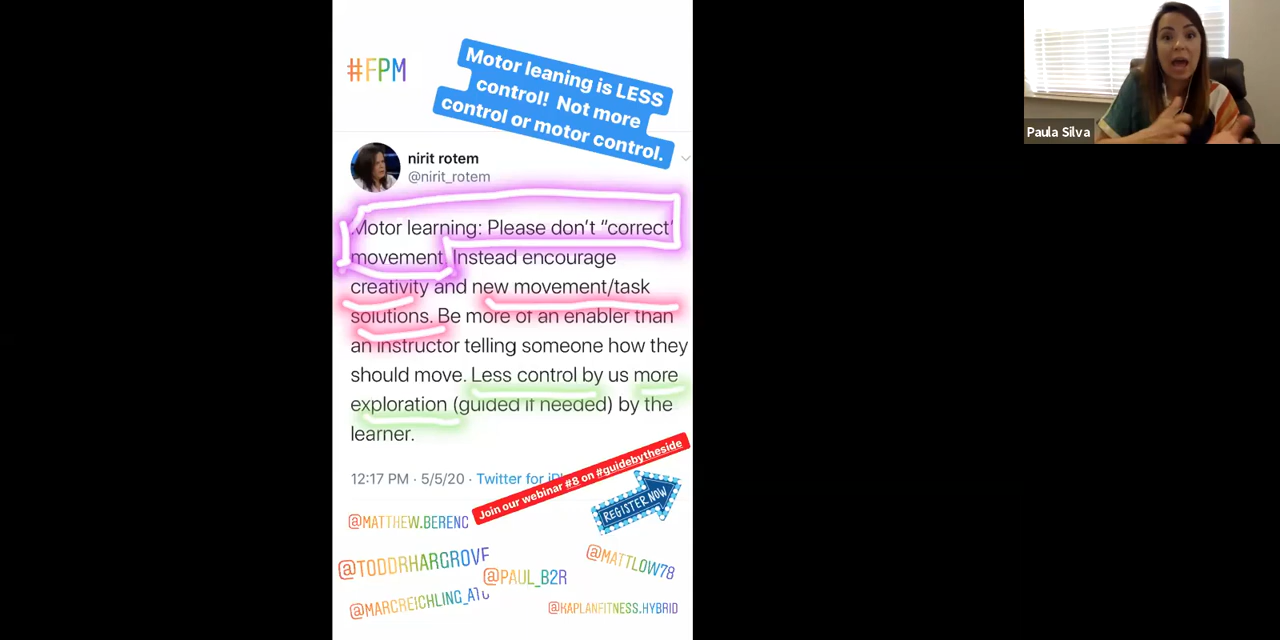 #FPM
Motor leaning is LESS
control! Not more
control or motor control.
Paula Silva
nirit rotem
@nirit_rotem
Motor learning: Please don't "correct"
movement. Instead encourage
creativity and new movement/task
solutions. Be more of an enabler than
an instructor telling someone how they
should move. Less control by us more
exploration (guided if needed) by the
learner.
12:17 PM · 5/5/20 · Twitter for iP
Join our webinar #8 on #guidebytheside
REGISTER NOW
@MATTHEW.BERENC
@TODDRHARGROVE
@PAUL_B2R
@MATTLOW78
@MARCREICHLING_ATC
@KAPLANFITNESS.HYBRID